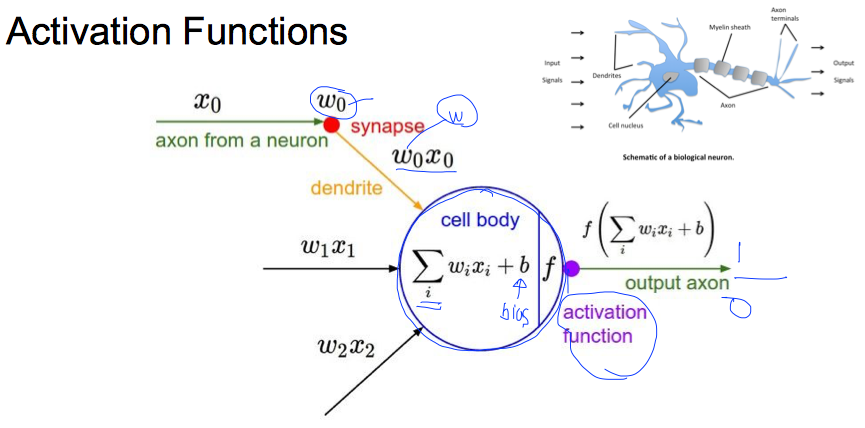 Activation Functions
Axon
terminals
Myelin sheath
Input
Signals
Dendrites
Output
Signals
Axon
Cell nucleus
Schematic of a biological neuron.
x₀
w₀
w
synapse
axon from a neuron
w₀x₀
dendrite
cell body
f(∑ᵢ wᵢxᵢ + b)
w₁x₁
∑ᵢ wᵢxᵢ + b
f
1
output axon
0
bias
activation
function
w₂x₂